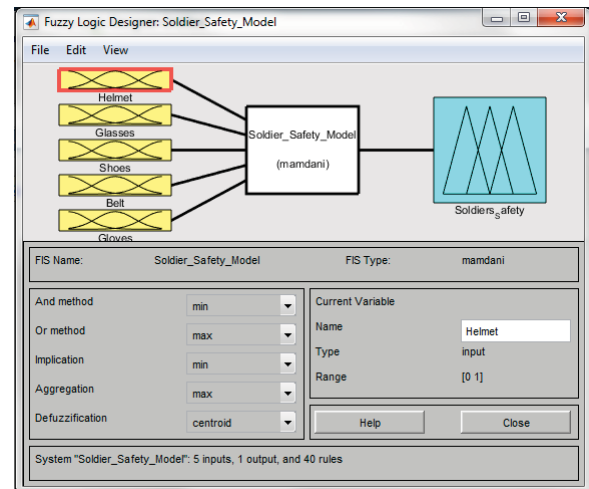 Fuzzy Logic Designer: Soldier_Safety_Model
File Edit View
Helmet
Glasses
Shoes
Belt
Gloves
Soldier_Safety_Model
(mamdani)
Soldiers_safety
FIS Name: Soldier_Safety_Model FIS Type: mamdani
And method min
Or method max
Implication min
Aggregation max
Defuzzification centroid
Current Variable
Name Helmet
Type input
Range [0 1]
Help Close
System "Soldier_Safety_Model": 5 inputs, 1 output, and 40 rules